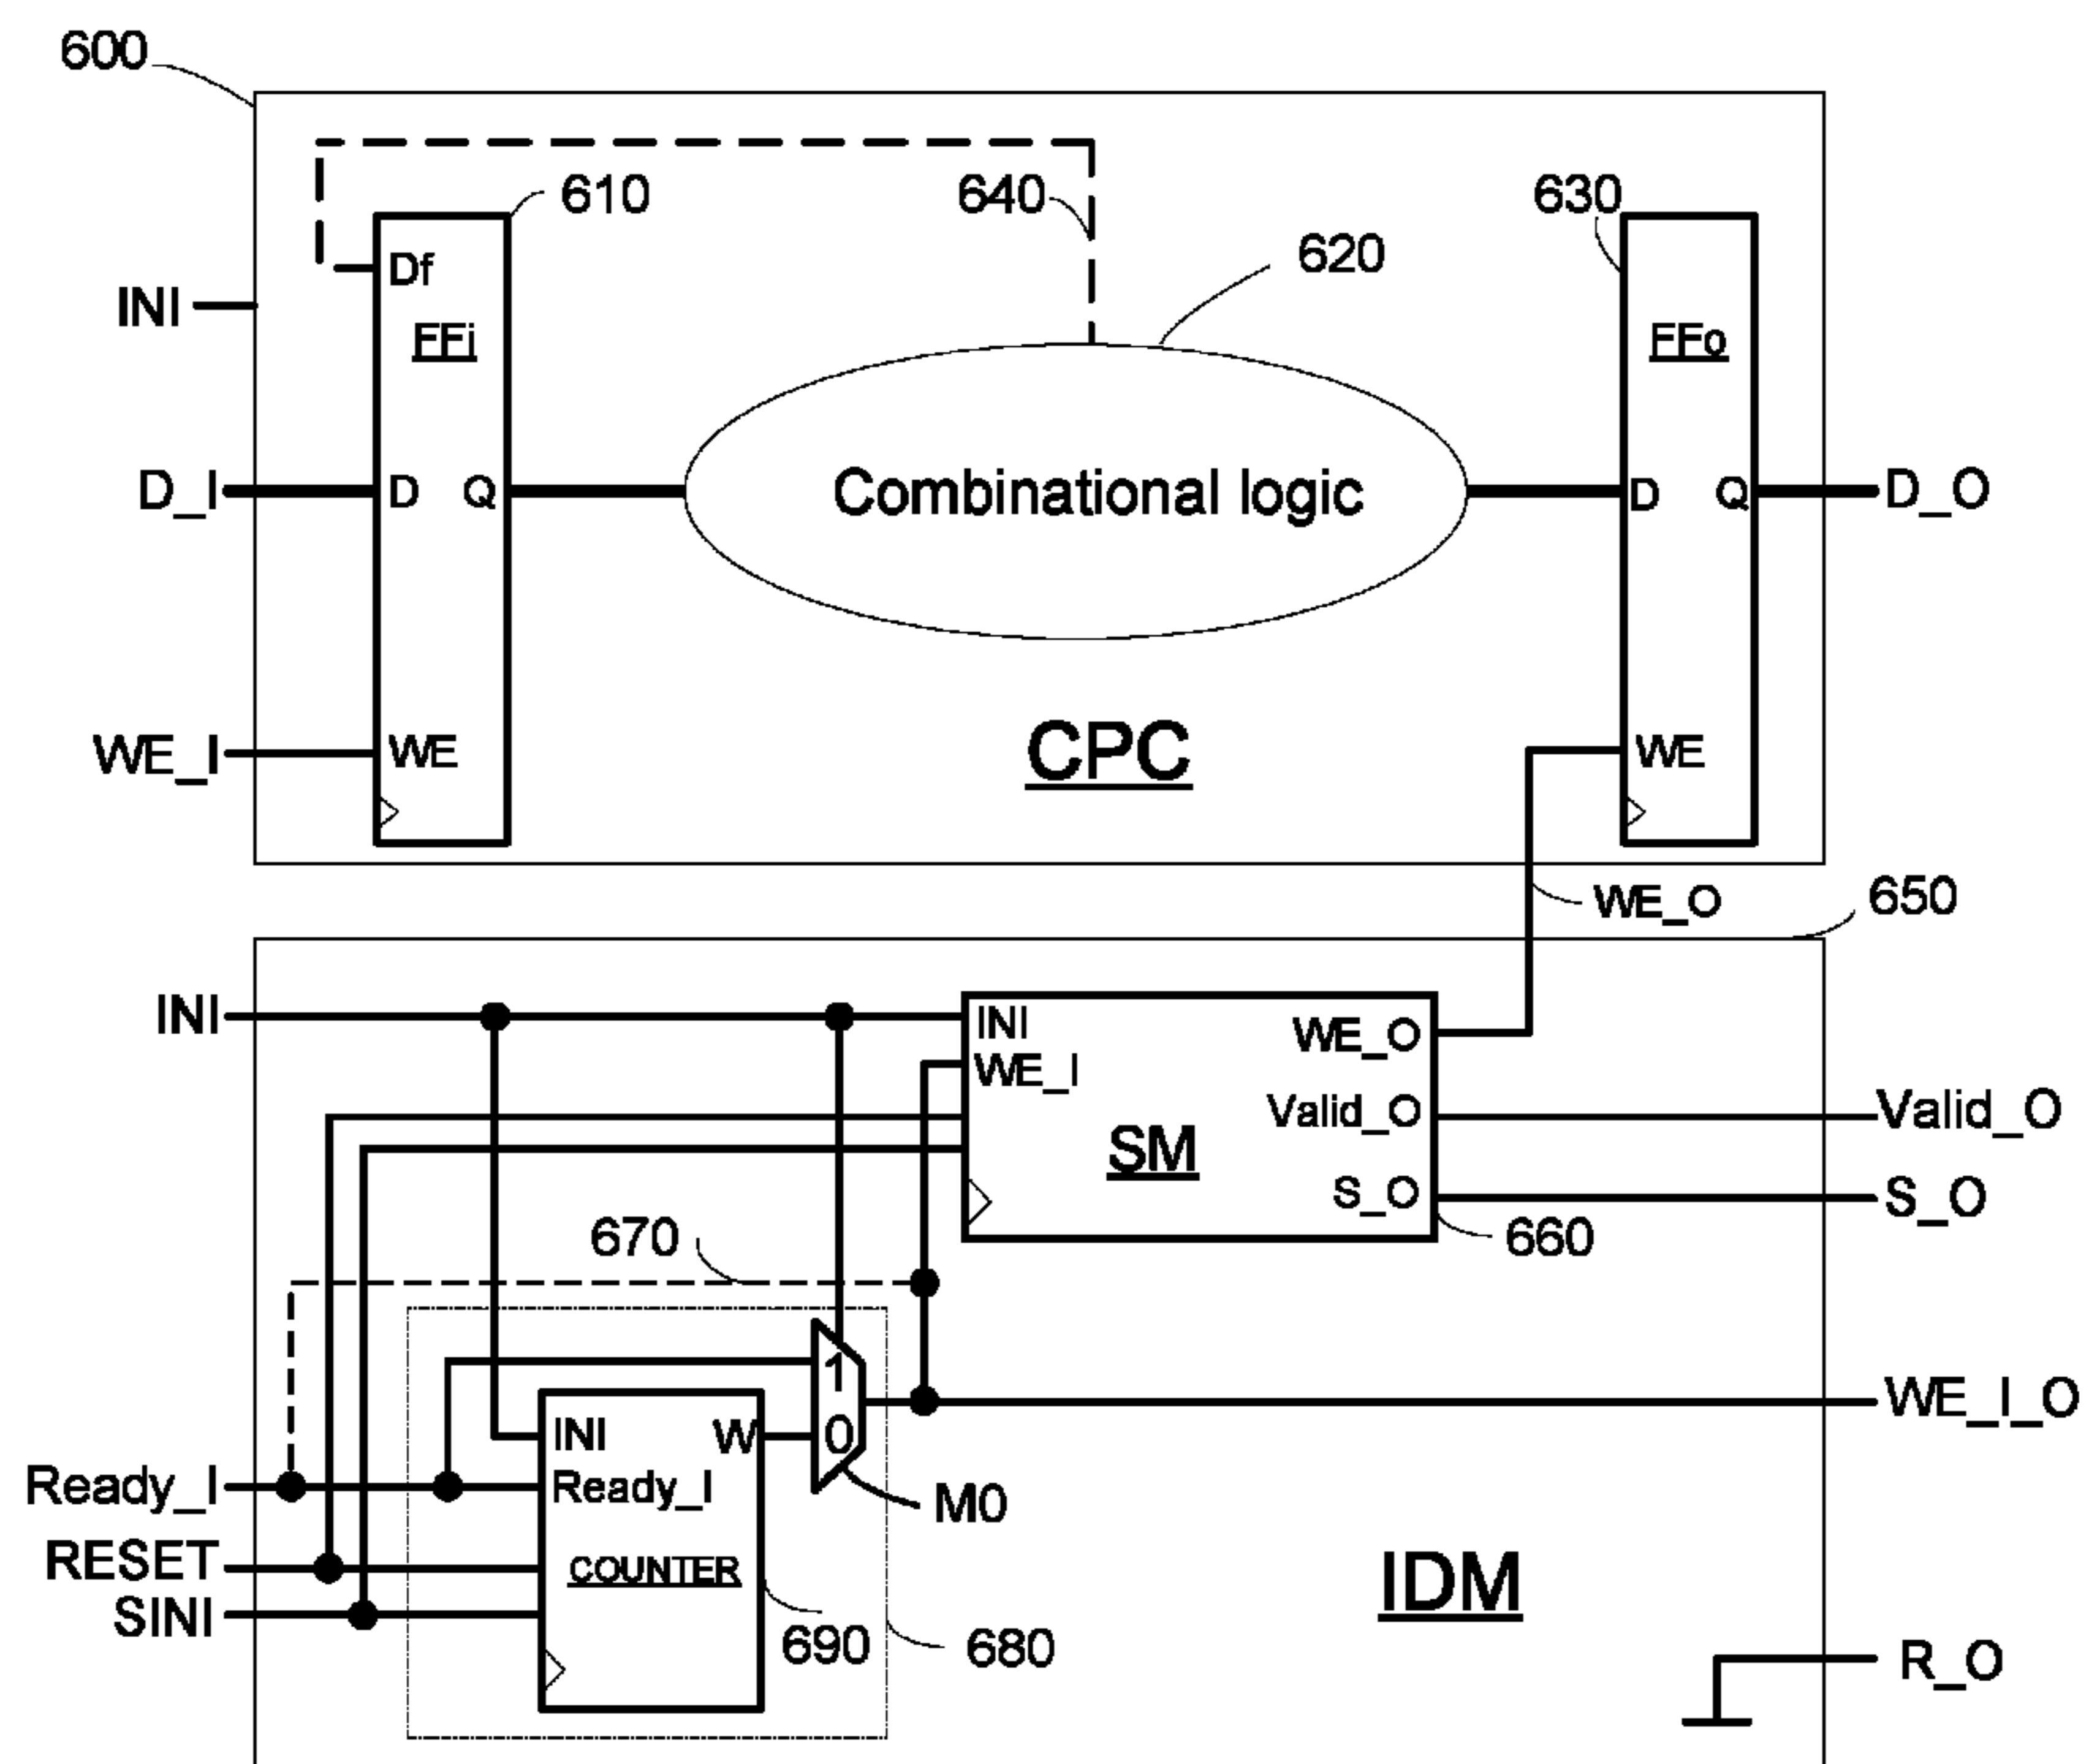 600
610
640
630
620
Df
INI
FFi
FFo
D_I
D
Q
Combinational logic
D
Q
D_O
WE_I
WE
CPC
WE
WE_O
650
INI
INI
WE_O
WE_I
Valid_O
Valid_O
SM
S_O
S_O
670
660
1
INI
W
0
WE_I_O
Ready_I
Ready_I
M0
RESET
COUNTER
IDM
SINI
690
680
R_O